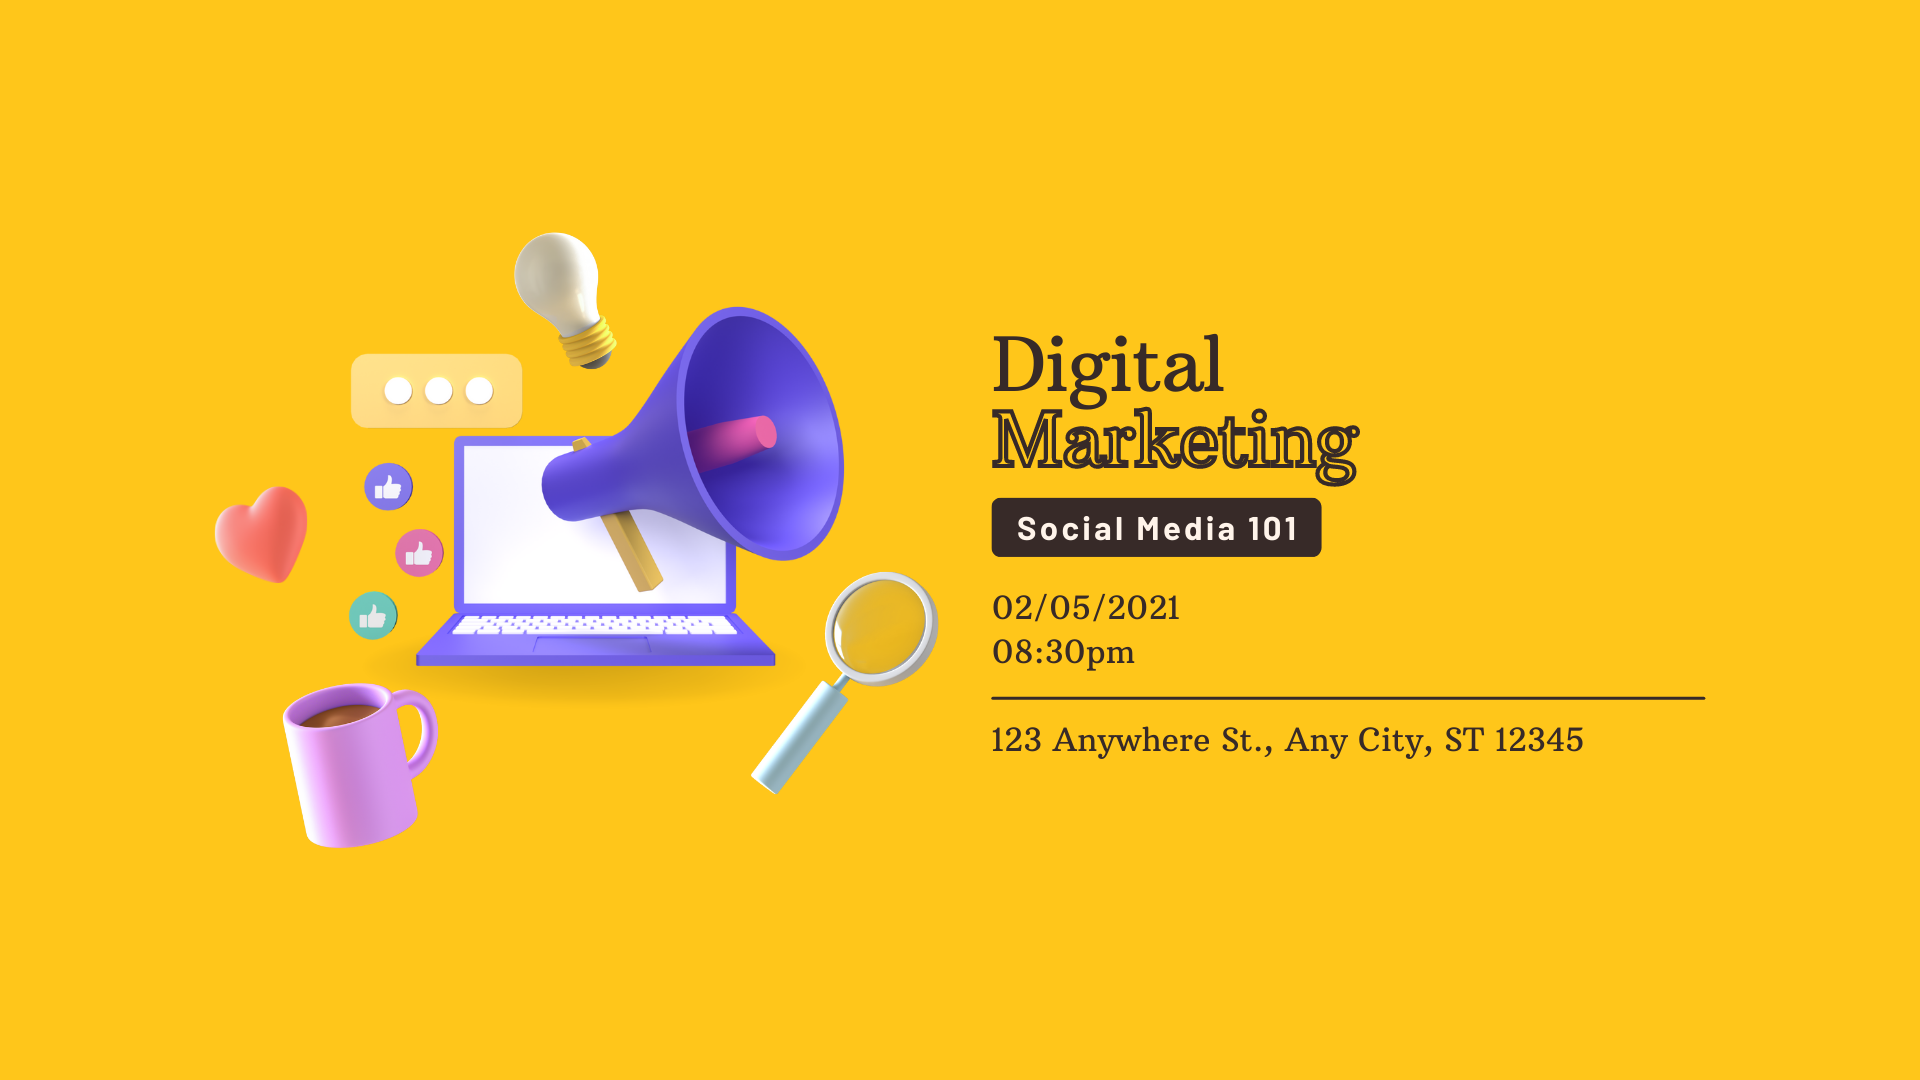 Digital
Marketing
Social Media 101
02/05/2021
08:30pm
123 Anywhere St., Any City, ST 12345